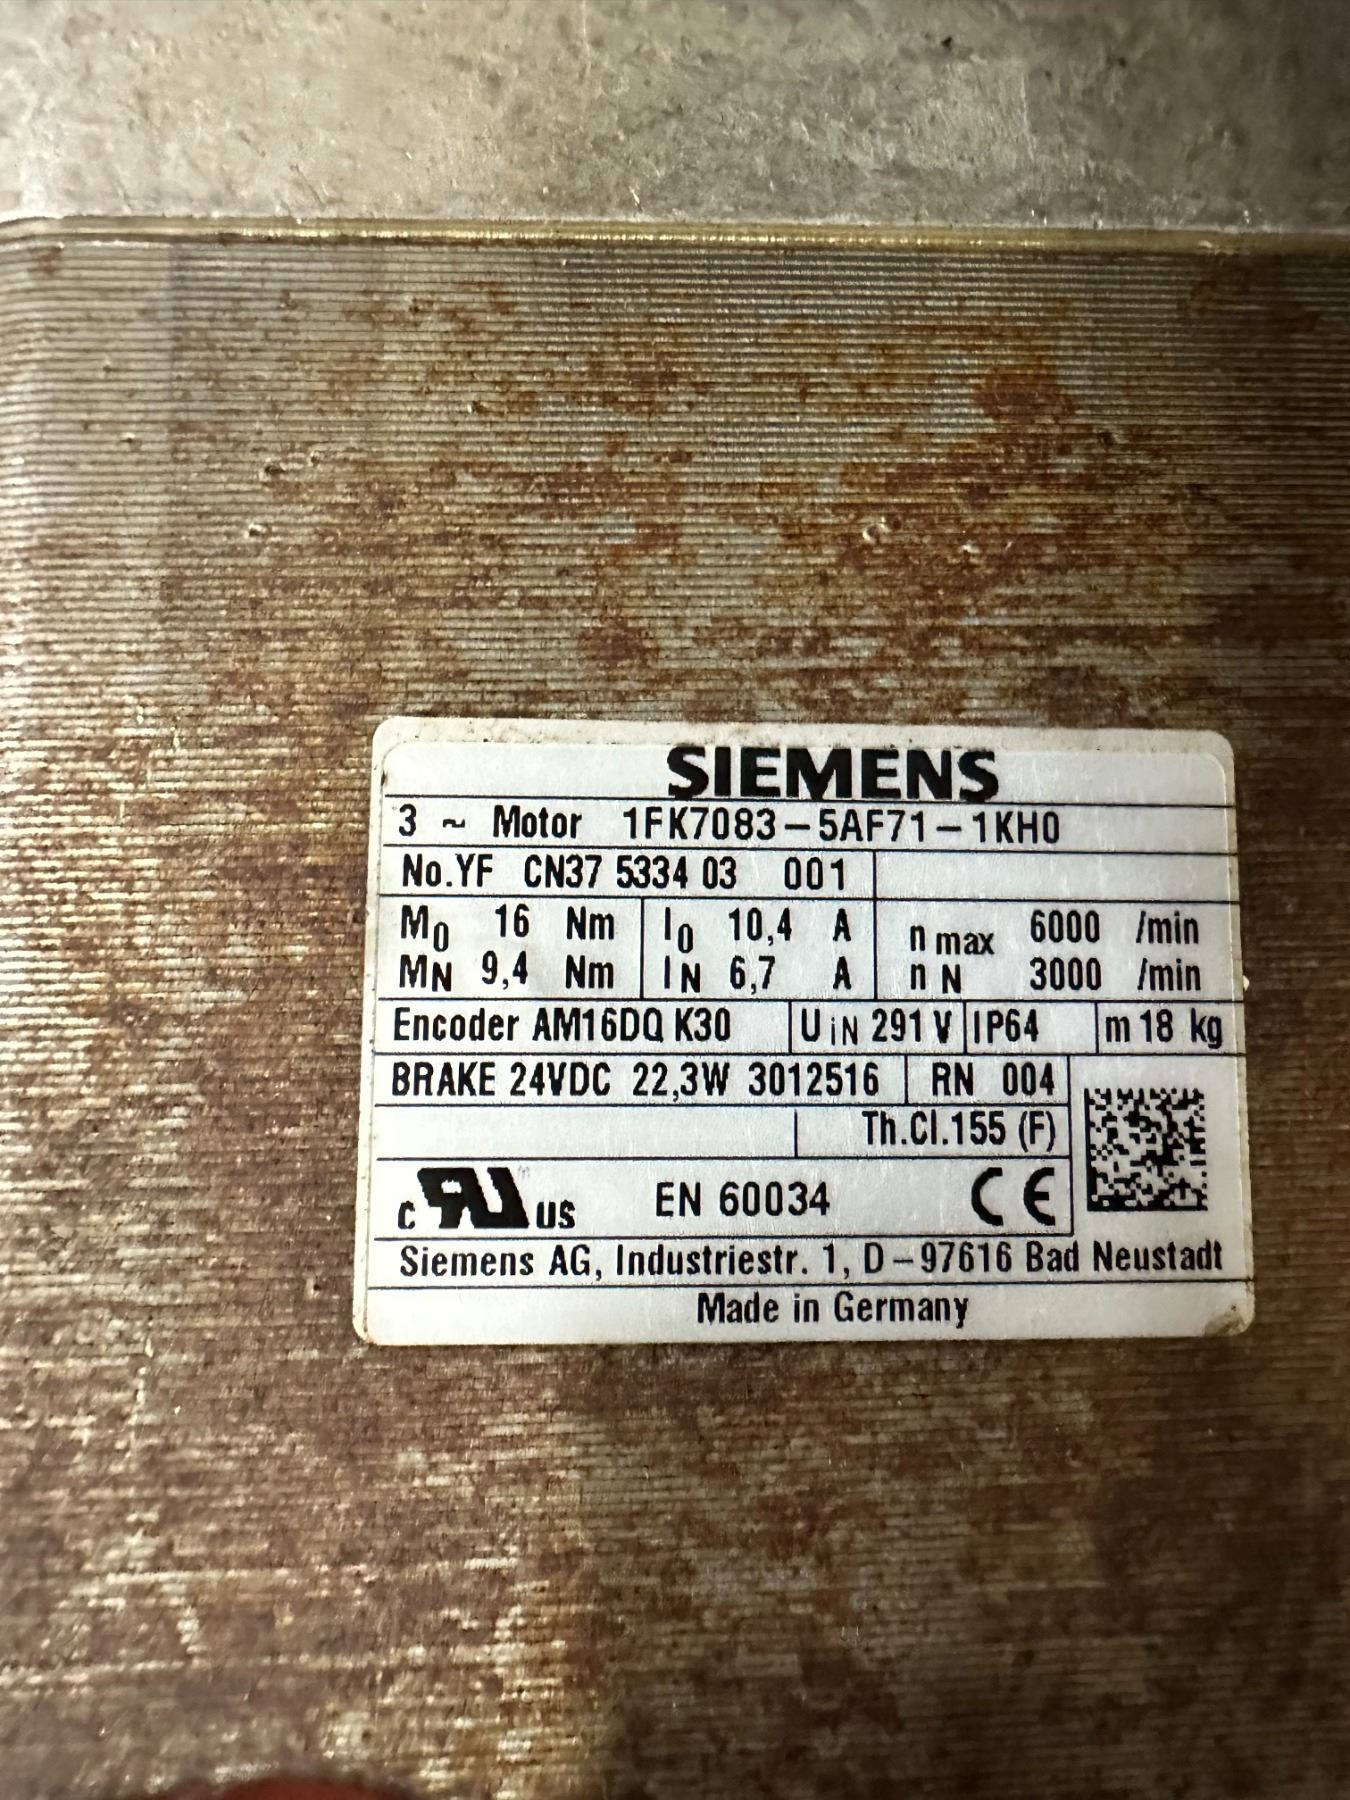 SIEMENS
3 ~ Motor 1FK7083-5AF71-1KH0
No.YF CN37 5334 03 001
M0 16 Nm I0 10,4 A n max 6000 /min
MN 9,4 Nm IN 6,7 A n N 3000 /min
Encoder AM16DQ K30 U IN 291 V IP64 m 18 kg
BRAKE 24VDC 22,3W 3012516 RN 004
Th.Cl.155 (F)
c RU US EN 60034 CE
Siemens AG, Industriestr. 1, D-97616 Bad Neustadt
Made in Germany